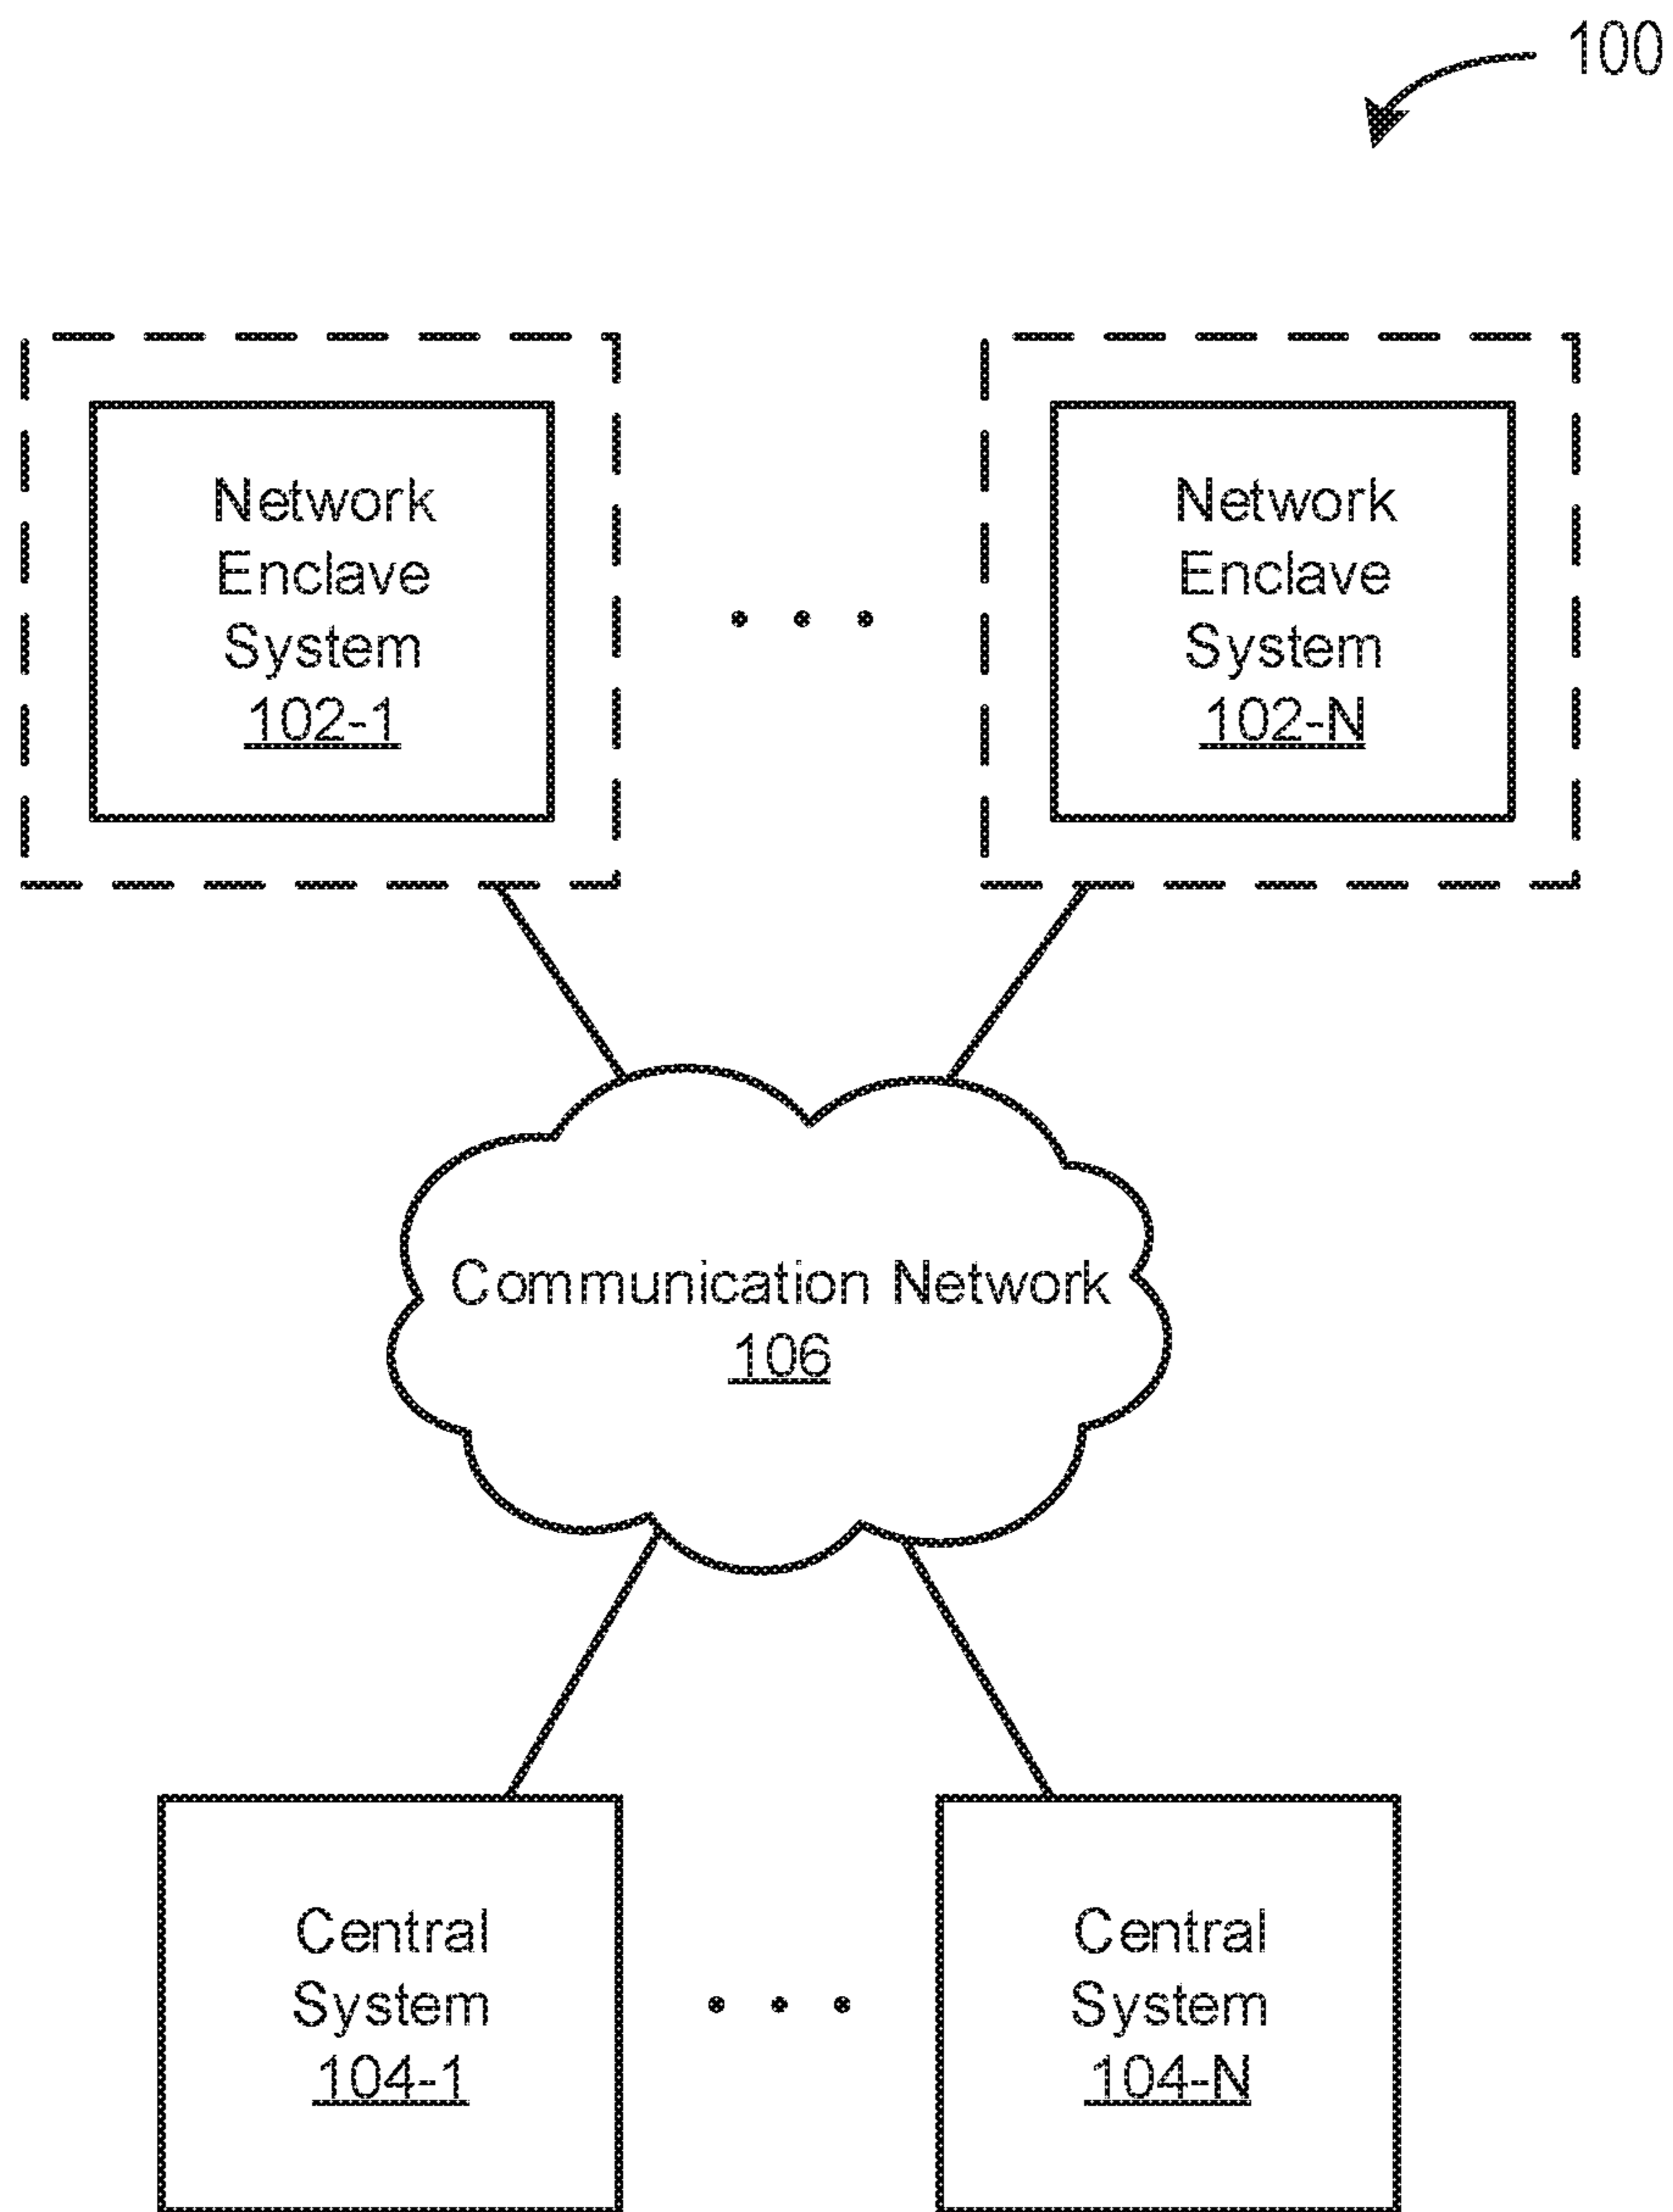 100
Network
Enclave
System
102-1
Network
Enclave
System
102-N
Communication Network
106
Central
System
104-1
Central
System
104-N